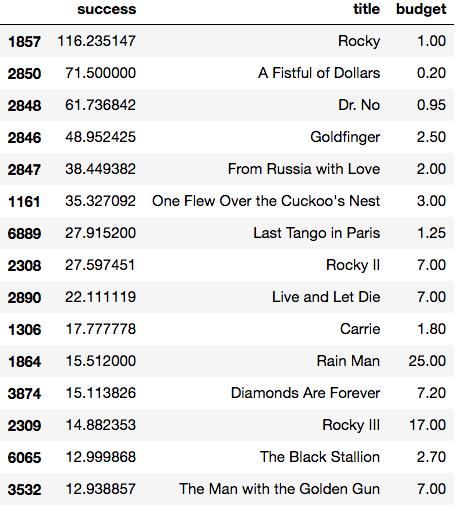 success title budget
1857 116.235147 Rocky 1.00
2850 71.500000 A Fistful of Dollars 0.20
2848 61.736842 Dr. No 0.95
2846 48.952425 Goldfinger 2.50
2847 38.449382 From Russia with Love 2.00
1161 35.327092 One Flew Over the Cuckoo's Nest 3.00
6889 27.915200 Last Tango in Paris 1.25
2308 27.597451 Rocky II 7.00
2890 22.111119 Live and Let Die 7.00
1306 17.777778 Carrie 1.80
1864 15.512000 Rain Man 25.00
3874 15.113826 Diamonds Are Forever 7.20
2309 14.882353 Rocky III 17.00
6065 12.999868 The Black Stallion 2.70
3532 12.938857 The Man with the Golden Gun 7.00